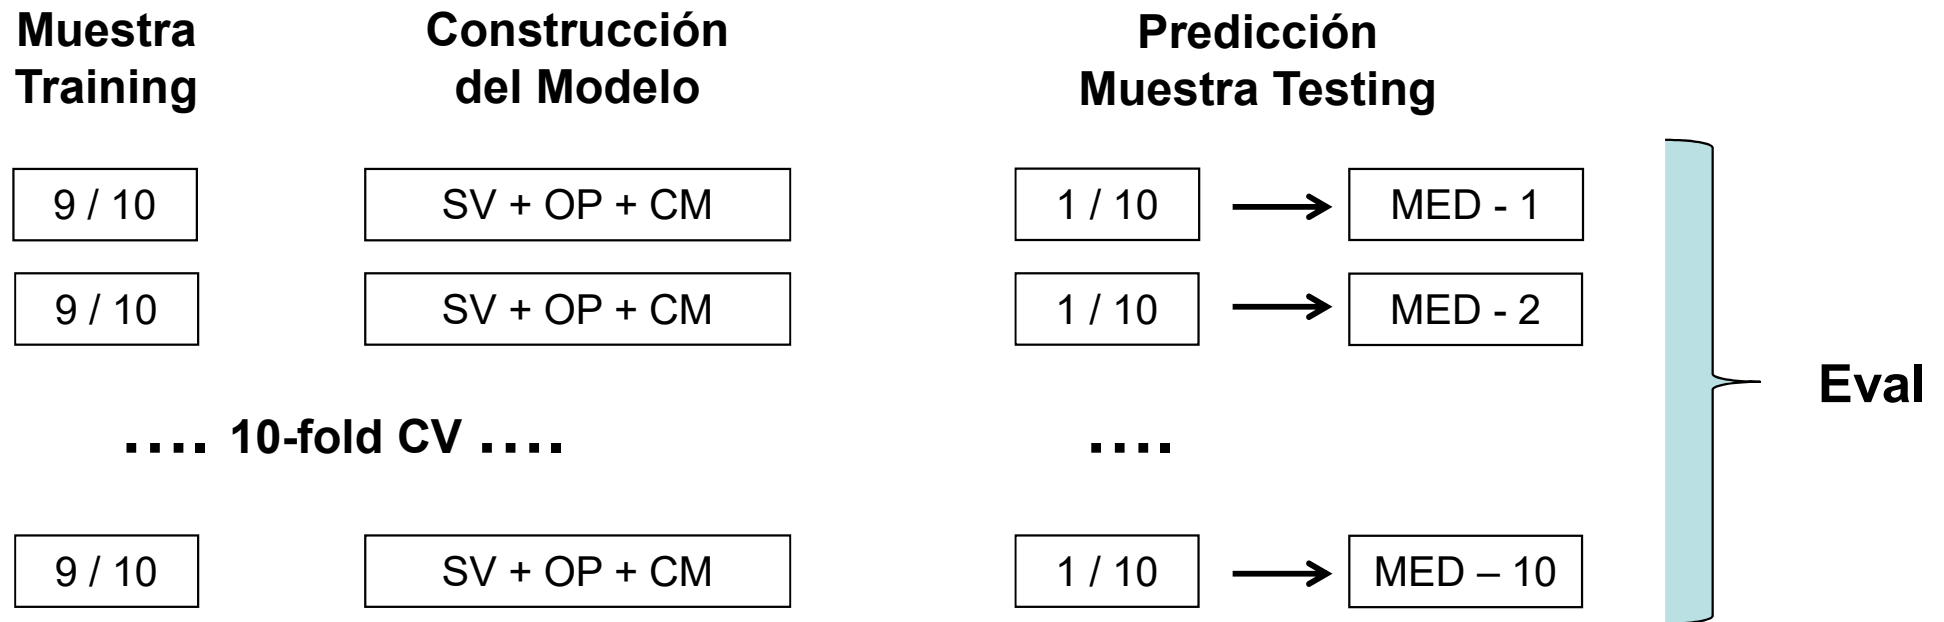 Muestra
Training
Construcción
del Modelo
Predicción
Muestra Testing
9 / 10
SV + OP + CM
1 / 10
MED - 1
9 / 10
SV + OP + CM
1 / 10
MED - 2
Eval
.... 10-fold CV ....
....
9 / 10
SV + OP + CM
1 / 10
MED – 10